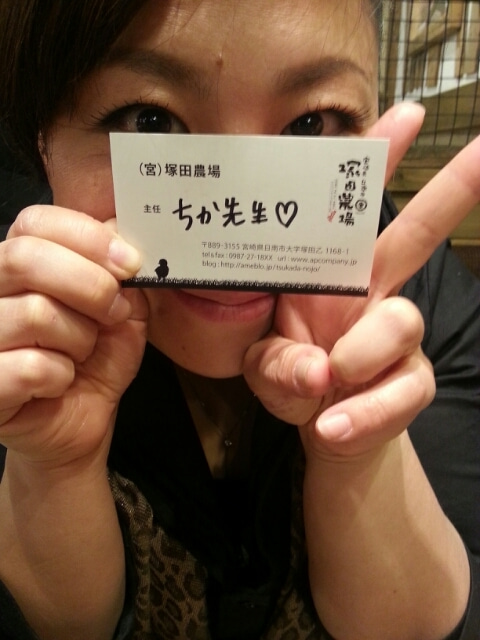 (宮)塚田農場
塚田農場
主任 ちか先生♡
〒889-3155 宮崎県日南市大字塚田乙 1168-1
tel&fax : 0987-27-18XX url : www.apcompany.jp
blog : http://ameblo.jp/tsukada-nojo/